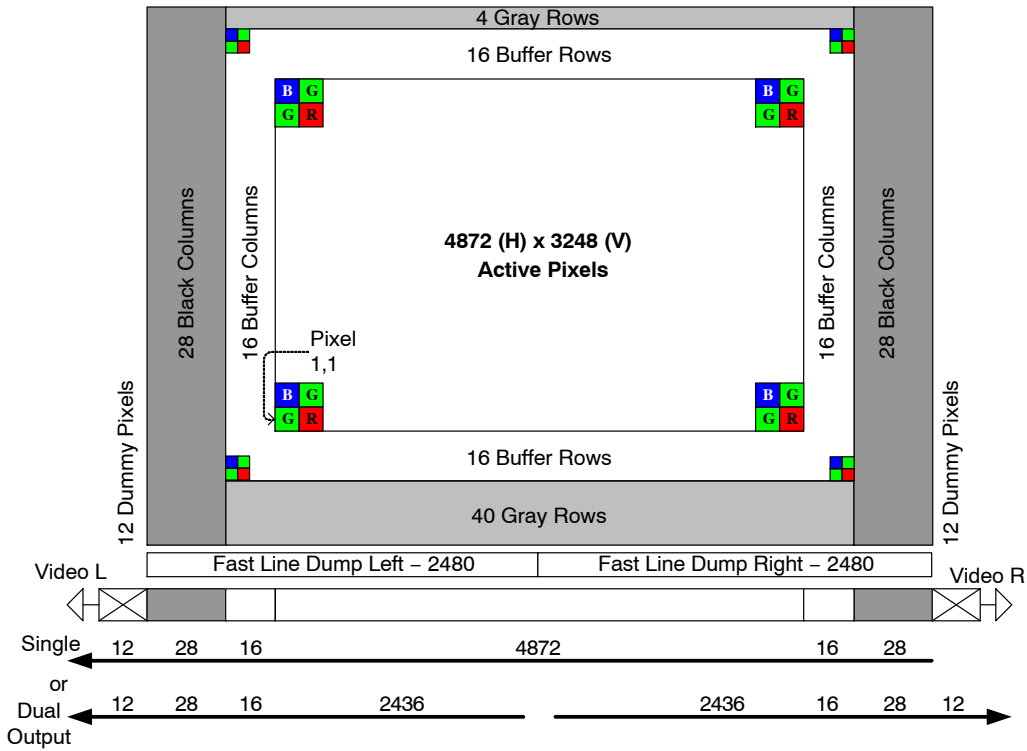 4 Gray Rows
16 Buffer Rows
B G
G R
B G
G R
28 Black Columns
16 Buffer Columns
4872 (H) x 3248 (V)
Active Pixels
16 Buffer Columns
28 Black Columns
Pixel
1,1
B G
G R
B G
G R
12 Dummy Pixels
16 Buffer Rows
12 Dummy Pixels
40 Gray Rows
Fast Line Dump Left – 2480
Fast Line Dump Right – 2480
Video L
Video R
Single 12 28 16 4872 16 28
or
Dual 12 28 16 2436 2436 16 28 12
Output